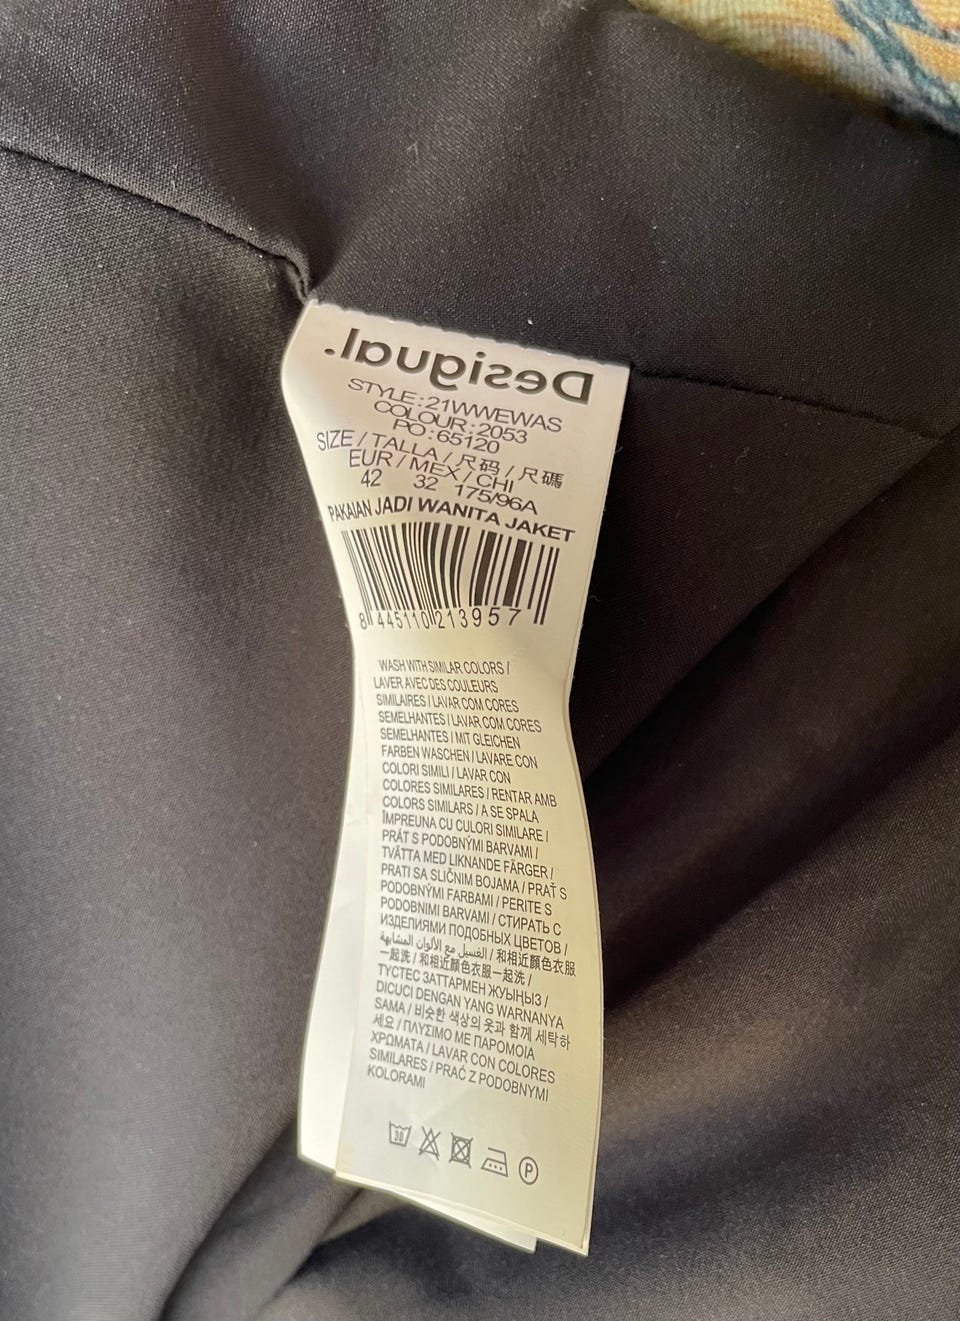 Desigual.
STYLE:21WWEWAS
COLOUR:2053
PO:65120
SIZE / TALLA / 尺码 / 尺碼
EUR / MEX / CHI
42 32 175/96A
PAKAIAN JADI WANITA JAKET
8 445110 213957
WASH WITH SIMILAR COLORS /
LAVER AVEC DES COULEURS
SIMILAIRES / LAVAR COM CORES
SEMELHANTES / LAVAR COM CORES
SEMELHANTES / MIT GLEICHEN
FARBEN WASCHEN / LAVARE CON
COLORI SIMILI / LAVAR CON
COLORES SIMILARES / RENTAR AMB
COLORS SIMILARS / A SE SPALA
ÎMPREUNA CU CULORI SIMILARE /
PRÁT S PODOBNÝMI BARVAMI /
TVÄTTA MED LIKNANDE FÄRGER /
PRATI SA SLIČNIM BOJAMA / PRAŤ S
PODOBNÝMI FARBAMI / PERITE S
PODOBNIMI BARVAMI / СТИРАТЬ С
ИЗДЕЛИЯМИ ПОДОБНЫХ ЦВЕТОВ /
الغسيل مع الألوان المشابهة / 和相近顏色衣服
一起洗 / 和相近顏色衣服一起洗 /
ТҮСТЕС ЗАТТАРМЕН ЖУЫҢЫЗ /
DICUCI DENGAN YANG WARNANYA
SAMA / 비슷한 색상의 옷과 함께 세탁하
세요 / ΠΛΥΣΙΜΟ ΜΕ ΠΑΡΟΜΟΙΑ
ΧΡΩΜΑΤΑ / LAVAR CON COLORES
SIMILARES / PRAĆ Z PODOBNYMI
KOLORAMI
30 P